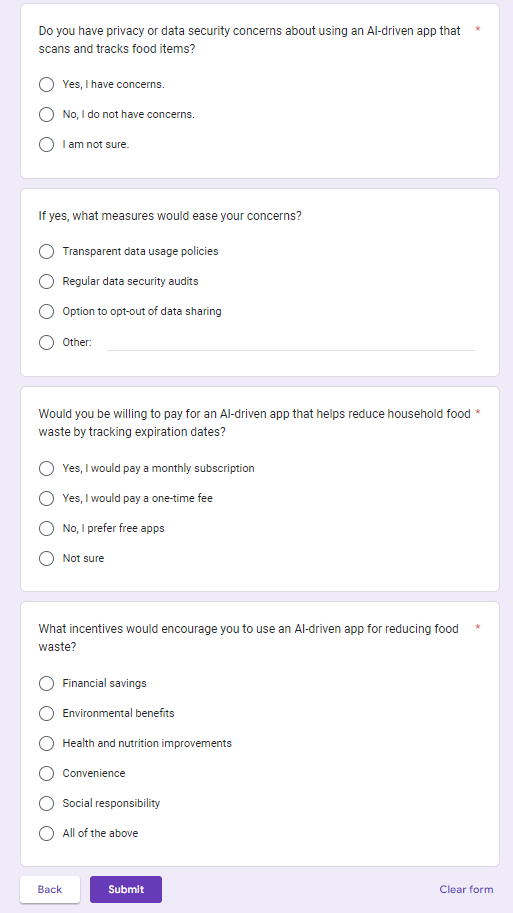 Do you have privacy or data security concerns about using an AI-driven app that *
scans and tracks food items?
Yes, I have concerns.
No, I do not have concerns.
I am not sure.
If yes, what measures would ease your concerns?
Transparent data usage policies
Regular data security audits
Option to opt-out of data sharing
Other:
Would you be willing to pay for an AI-driven app that helps reduce household food *
waste by tracking expiration dates?
Yes, I would pay a monthly subscription
Yes, I would pay a one-time fee
No, I prefer free apps
Not sure
What incentives would encourage you to use an AI-driven app for reducing food *
waste?
Financial savings
Environmental benefits
Health and nutrition improvements
Convenience
Social responsibility
All of the above
Back Submit Clear form